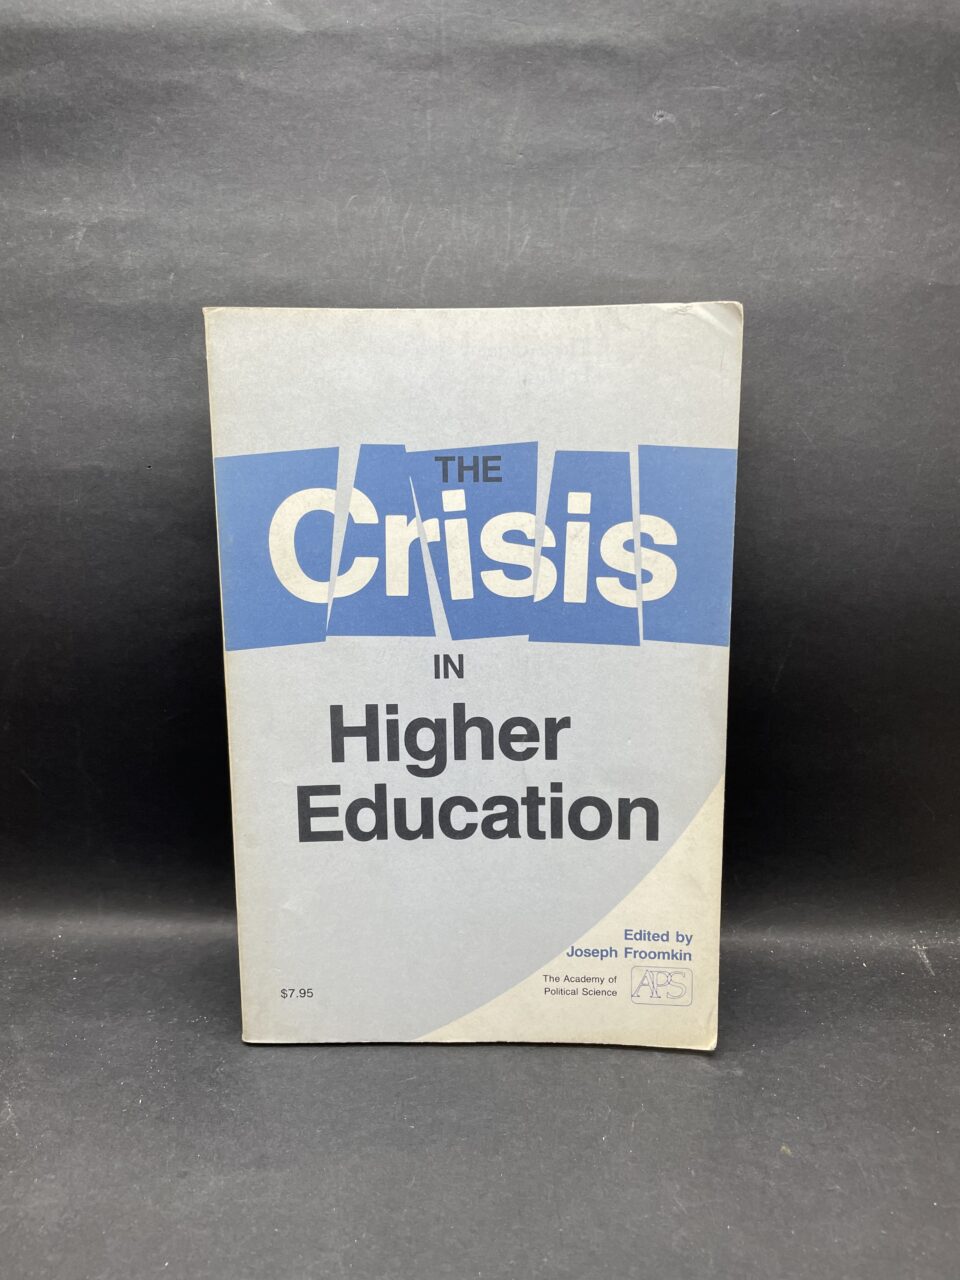 THE
Crisis
IN
Higher
Education
Edited by
Joseph Froomkin
The Academy of
Political Science
APS
$7.95